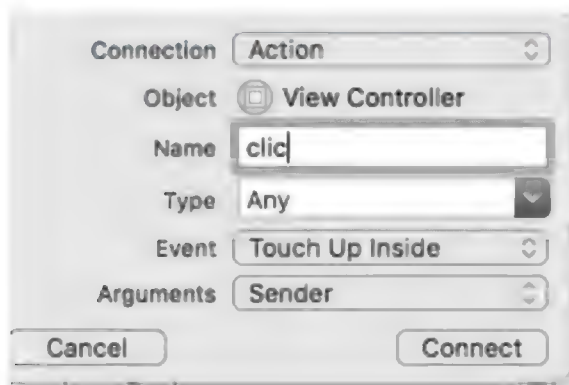 Connection Action
Object View Controller
Name clic
Type Any
Event Touch Up Inside
Arguments Sender
Cancel Connect